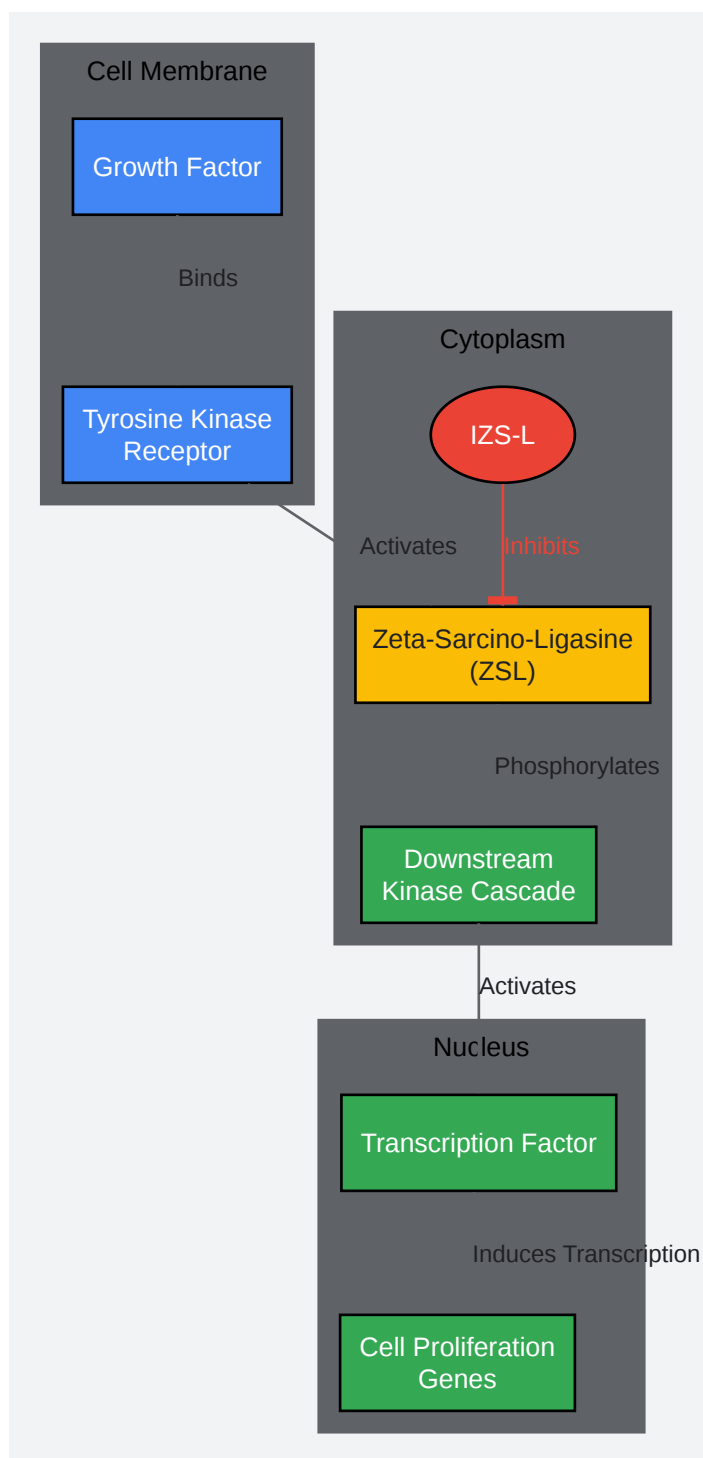 Cell Membrane
Growth Factor
Binds
Tyrosine Kinase
Receptor
Cytoplasm
IZS-L
Activates
Inhibits
Zeta-Sarcino-Ligasine
(ZSL)
Phosphorylates
Downstream
Kinase Cascade
Activates
Nucleus
Transcription Factor
Induces Transcription
Cell Proliferation
Genes